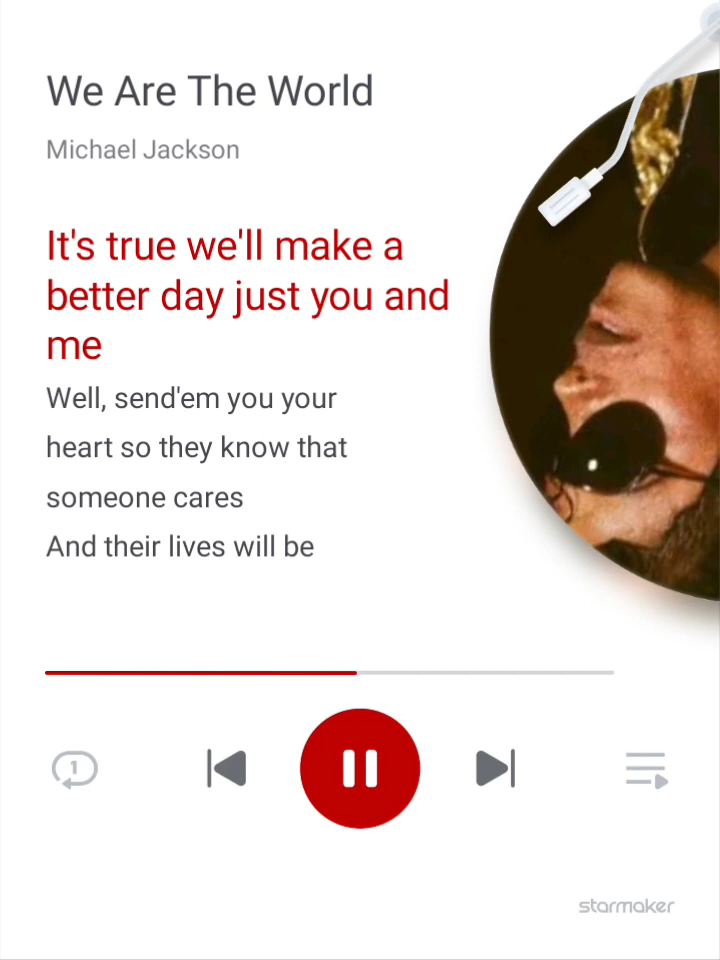 We Are The World
Michael Jackson
It's true we'll make a
better day just you and
me
Well, send'em you your
heart so they know that
someone cares
And their lives will be
1
starmaker